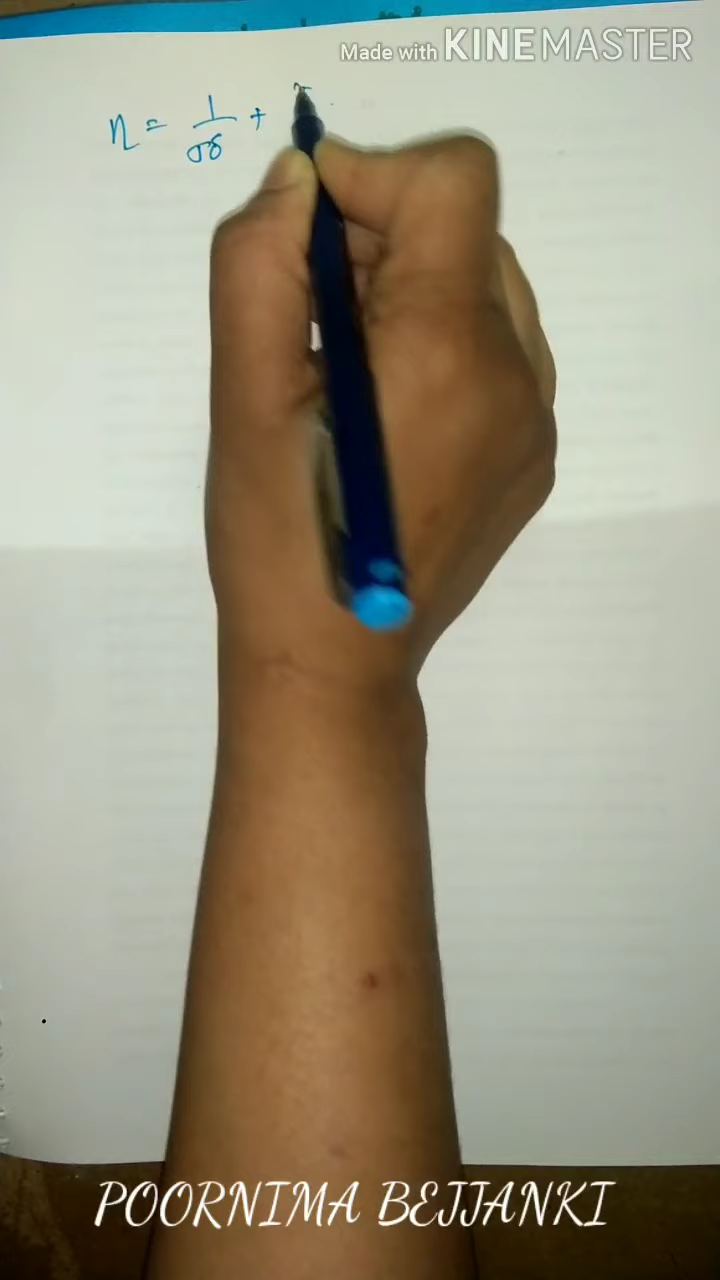 Made with KINEMASTER
η = 1/σδ +
POORNIMA BEJJANKI